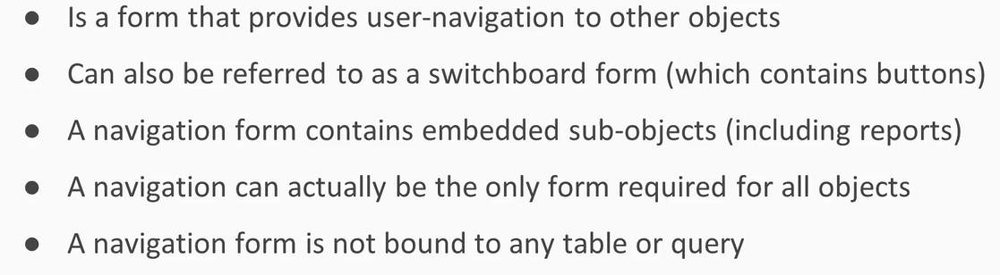 ● Is a form that provides user-navigation to other objects
● Can also be referred to as a switchboard form (which contains buttons)
● A navigation form contains embedded sub-objects (including reports)
● A navigation can actually be the only form required for all objects
● A navigation form is not bound to any table or query